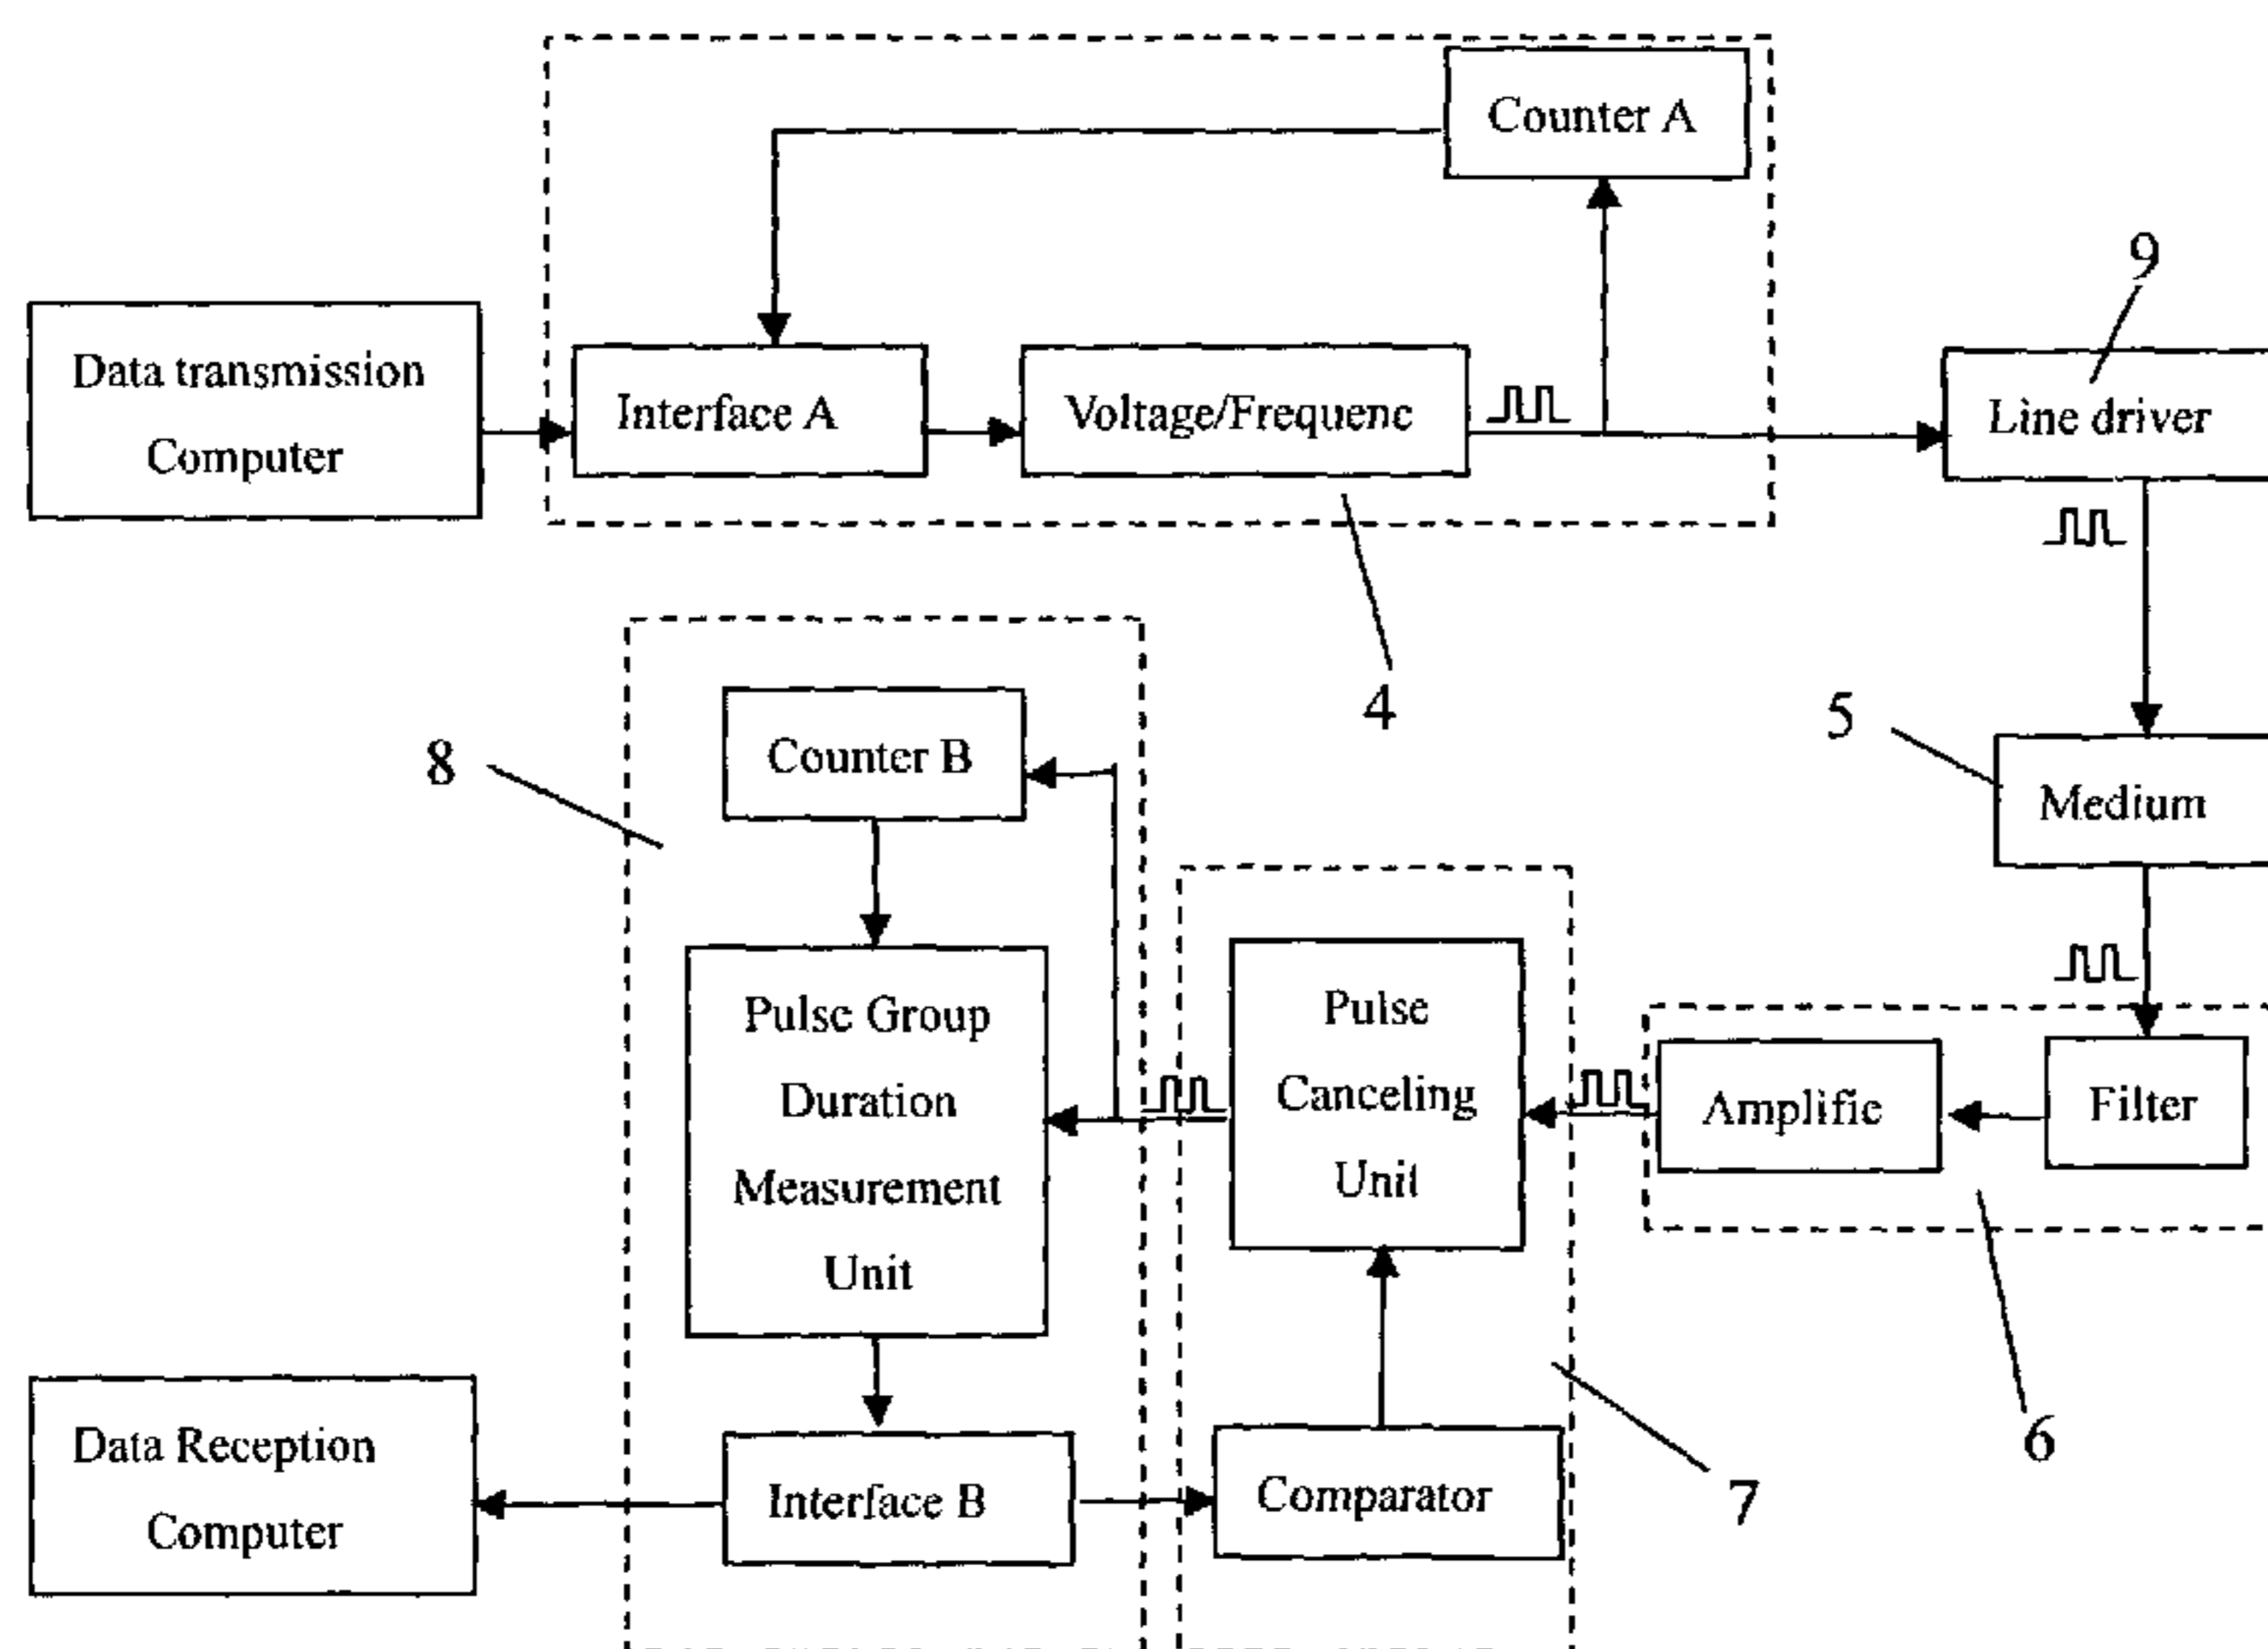 Counter A
9
Data transmission
Computer
Interface A
Voltage/Frequenc
Line driver
4
5
8
Counter B
Medium
Pulse Group
Duration
Measurement
Unit
Pulse
Canceling
Unit
Amplifie
Filter
6
7
Data Reception
Computer
Interface B
Comparator